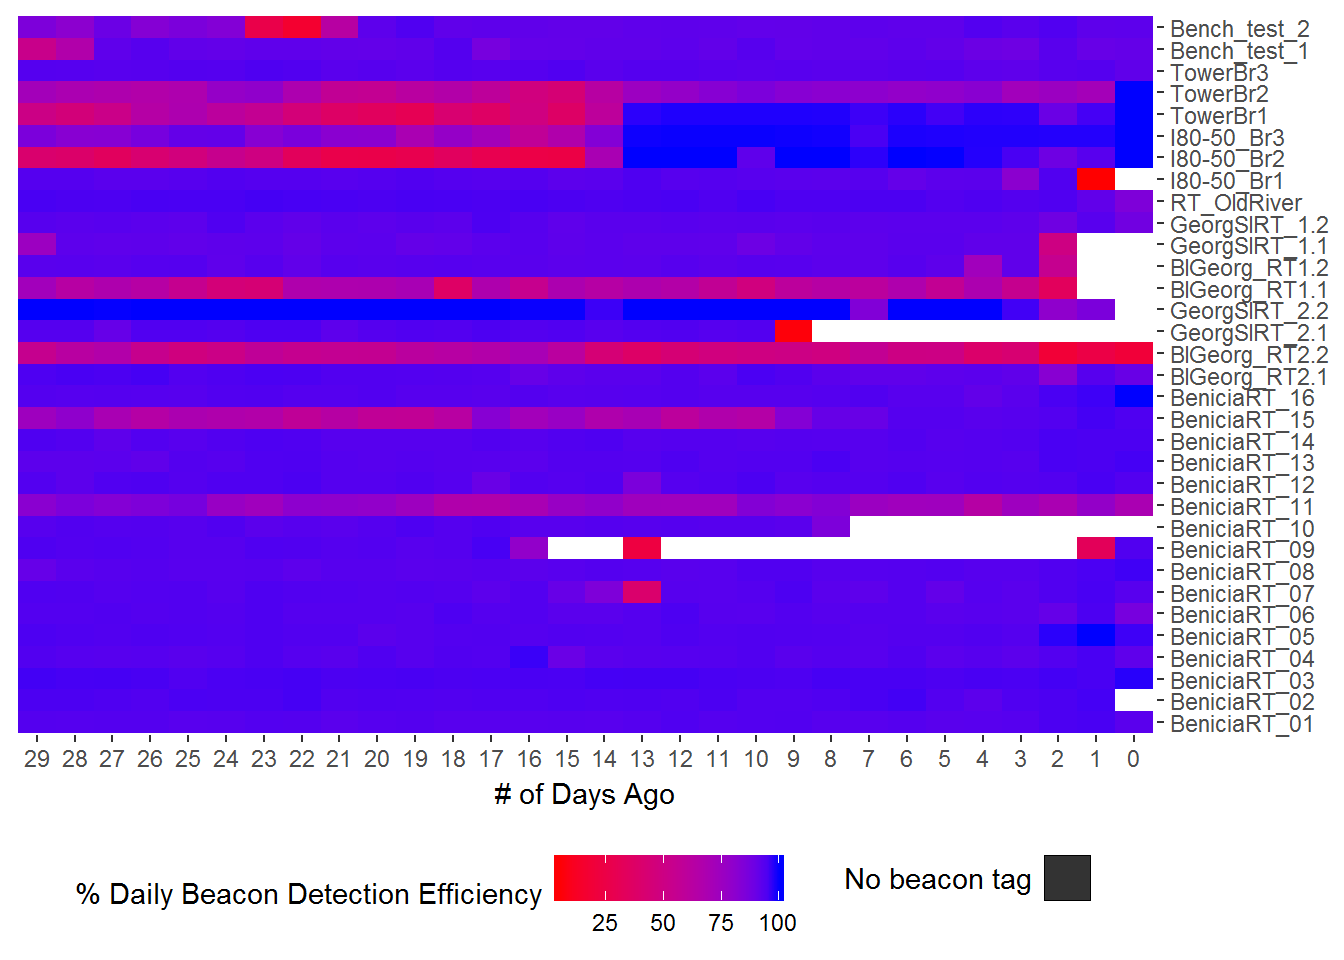 Bench_test_2
Bench_test_1
TowerBr3
TowerBr2
TowerBr1
I80-50_Br3
I80-50_Br2
I80-50_Br1
RT_OldRiver
GeorgSlRT_1.2
GeorgSlRT_1.1
BlGeorg_RT1.2
BlGeorg_RT1.1
GeorgSlRT_2.2
GeorgSlRT_2.1
BlGeorg_RT2.2
BlGeorg_RT2.1
BeniciaRT_16
BeniciaRT_15
BeniciaRT_14
BeniciaRT_13
BeniciaRT_12
BeniciaRT_11
BeniciaRT_10
BeniciaRT_09
BeniciaRT_08
BeniciaRT_07
BeniciaRT_06
BeniciaRT_05
BeniciaRT_04
BeniciaRT_03
BeniciaRT_02
BeniciaRT_01
29 28 27 26 25 24 23 22 21 20 19 18 17 16 15 14 13 12 11 10 9 8 7 6 5 4 3 2 1 0
# of Days Ago
% Daily Beacon Detection Efficiency
25 50 75 100
No beacon tag